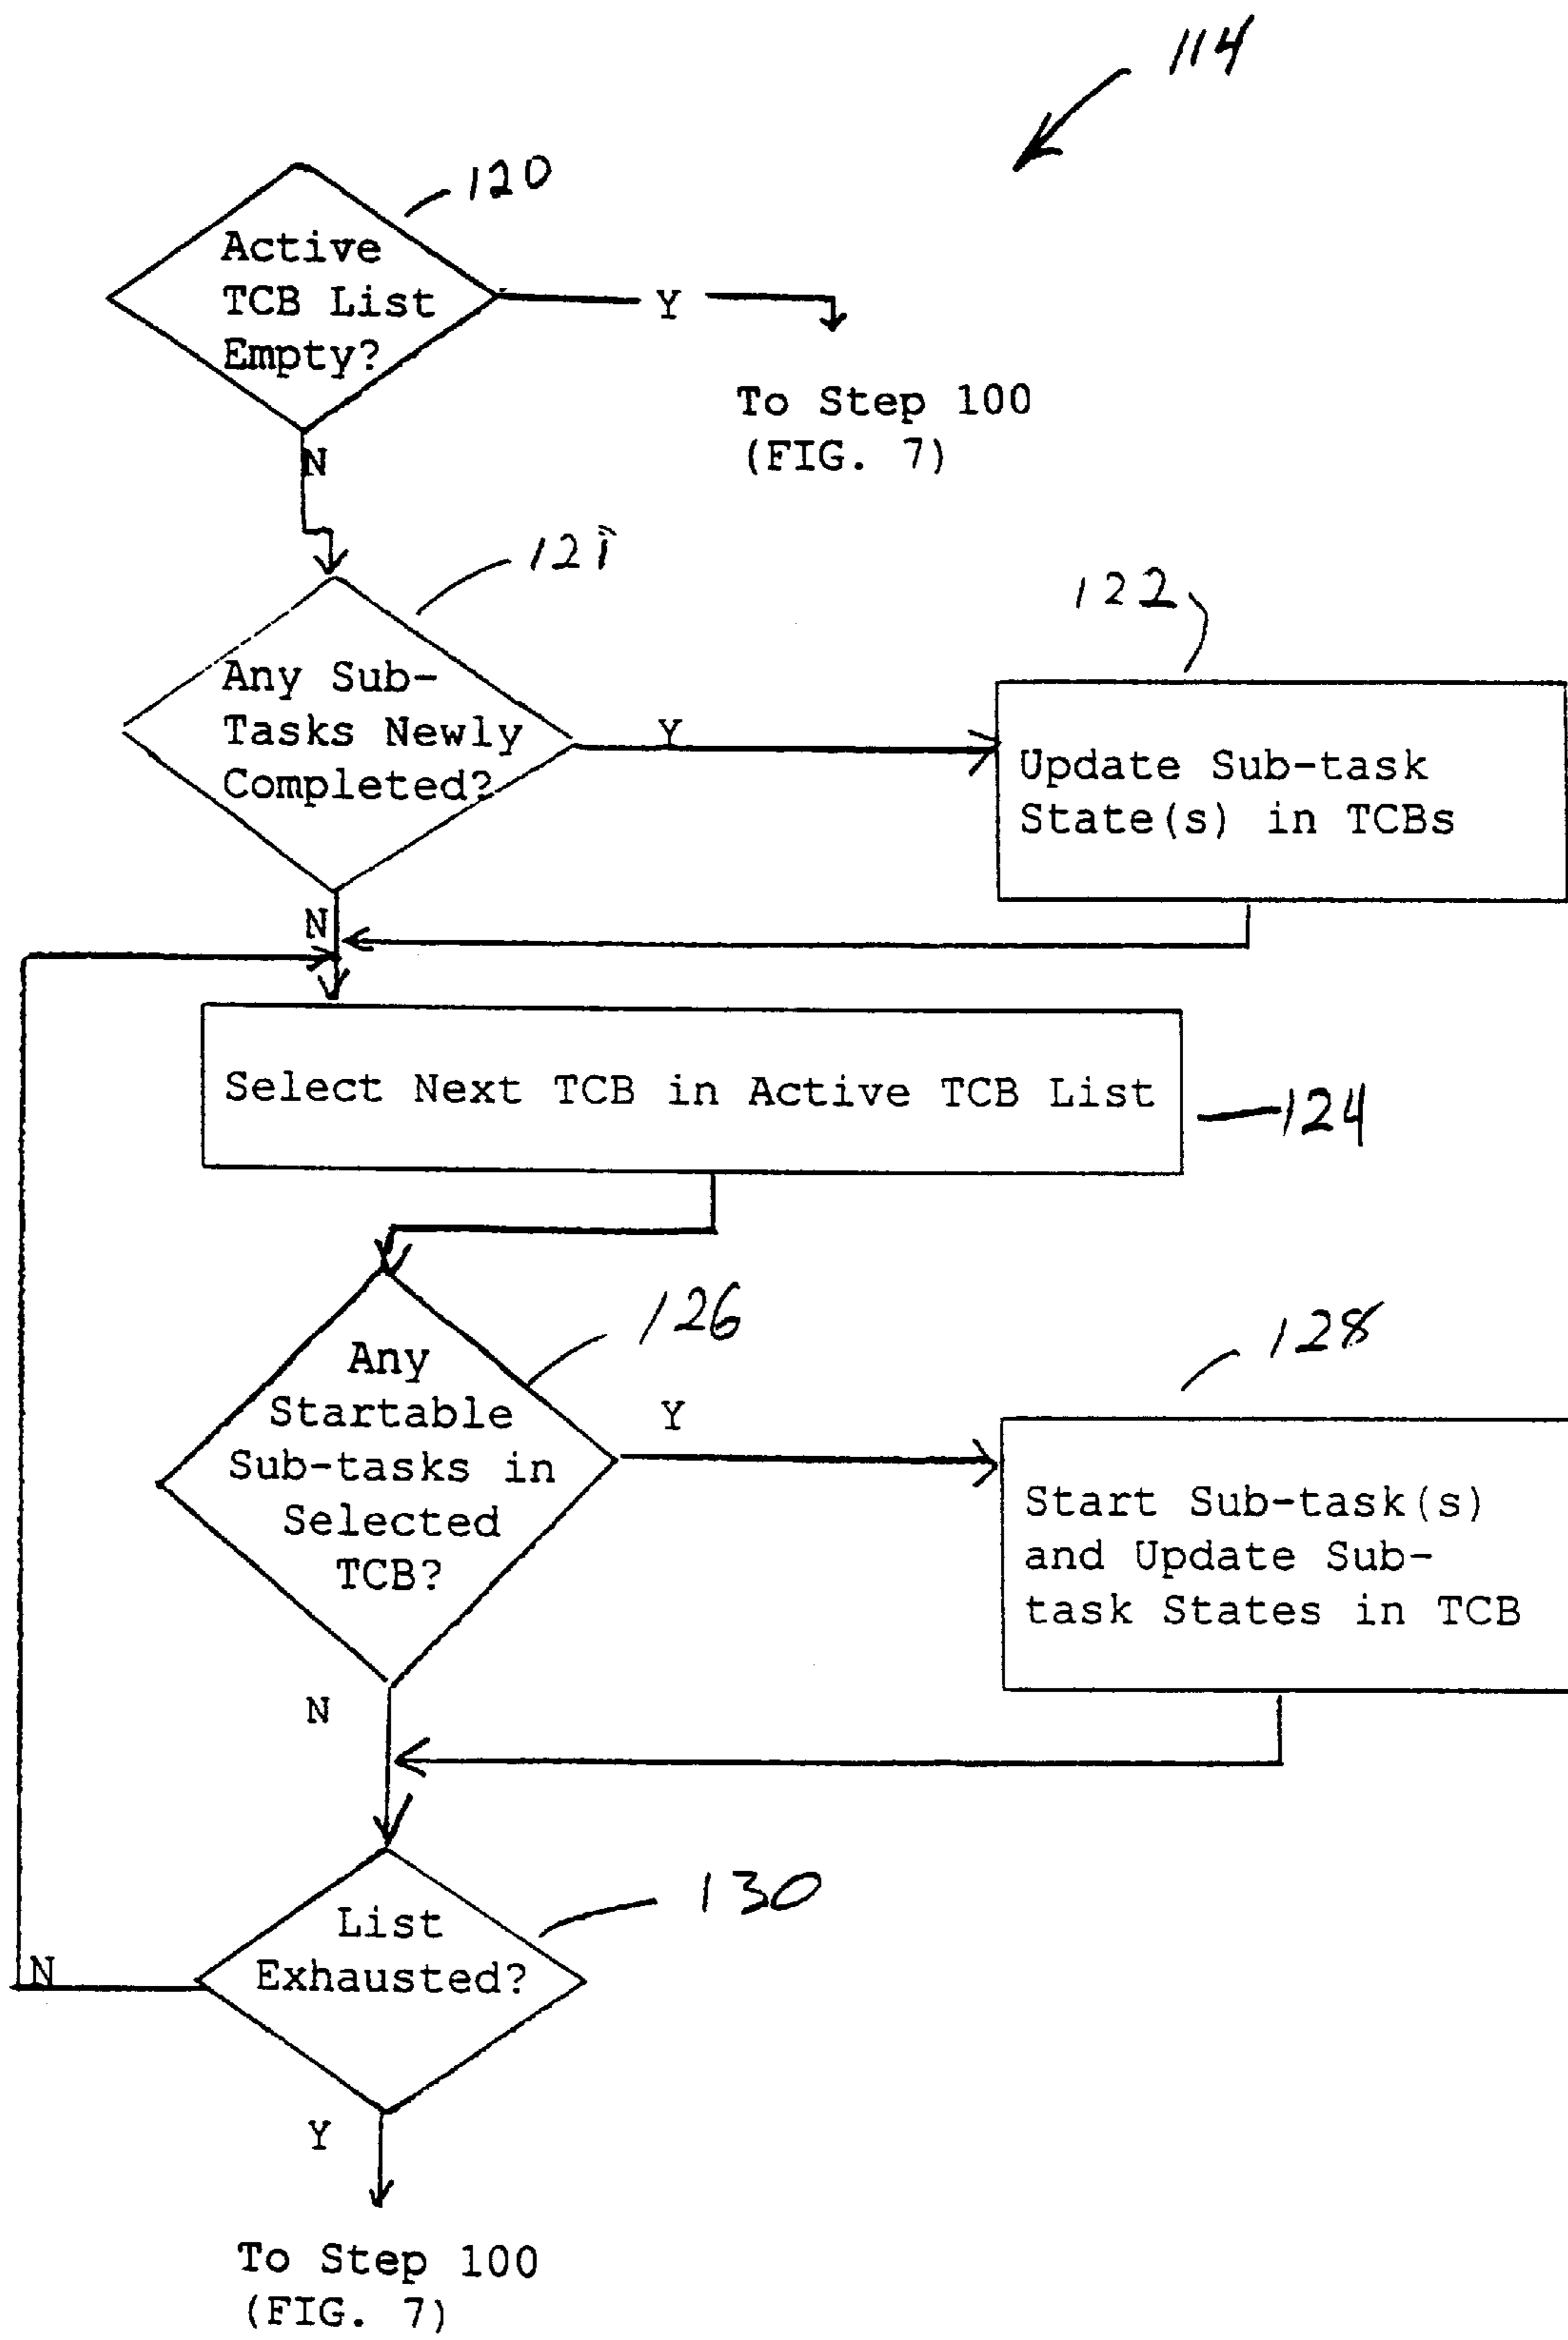 114
120
Active
TCB List
Empty?
Y
To Step 100
(FIG. 7)
N
121
Any Sub-
Tasks Newly
Completed?
Y
122
Update Sub-task
State(s) in TCBs
N
Select Next TCB in Active TCB List
124
126
Any
Startable
Sub-tasks in
Selected
TCB?
Y
128
Start Sub-task(s)
and Update Sub-
task States in TCB
N
130
List
Exhausted?
N
Y
To Step 100
(FIG. 7)